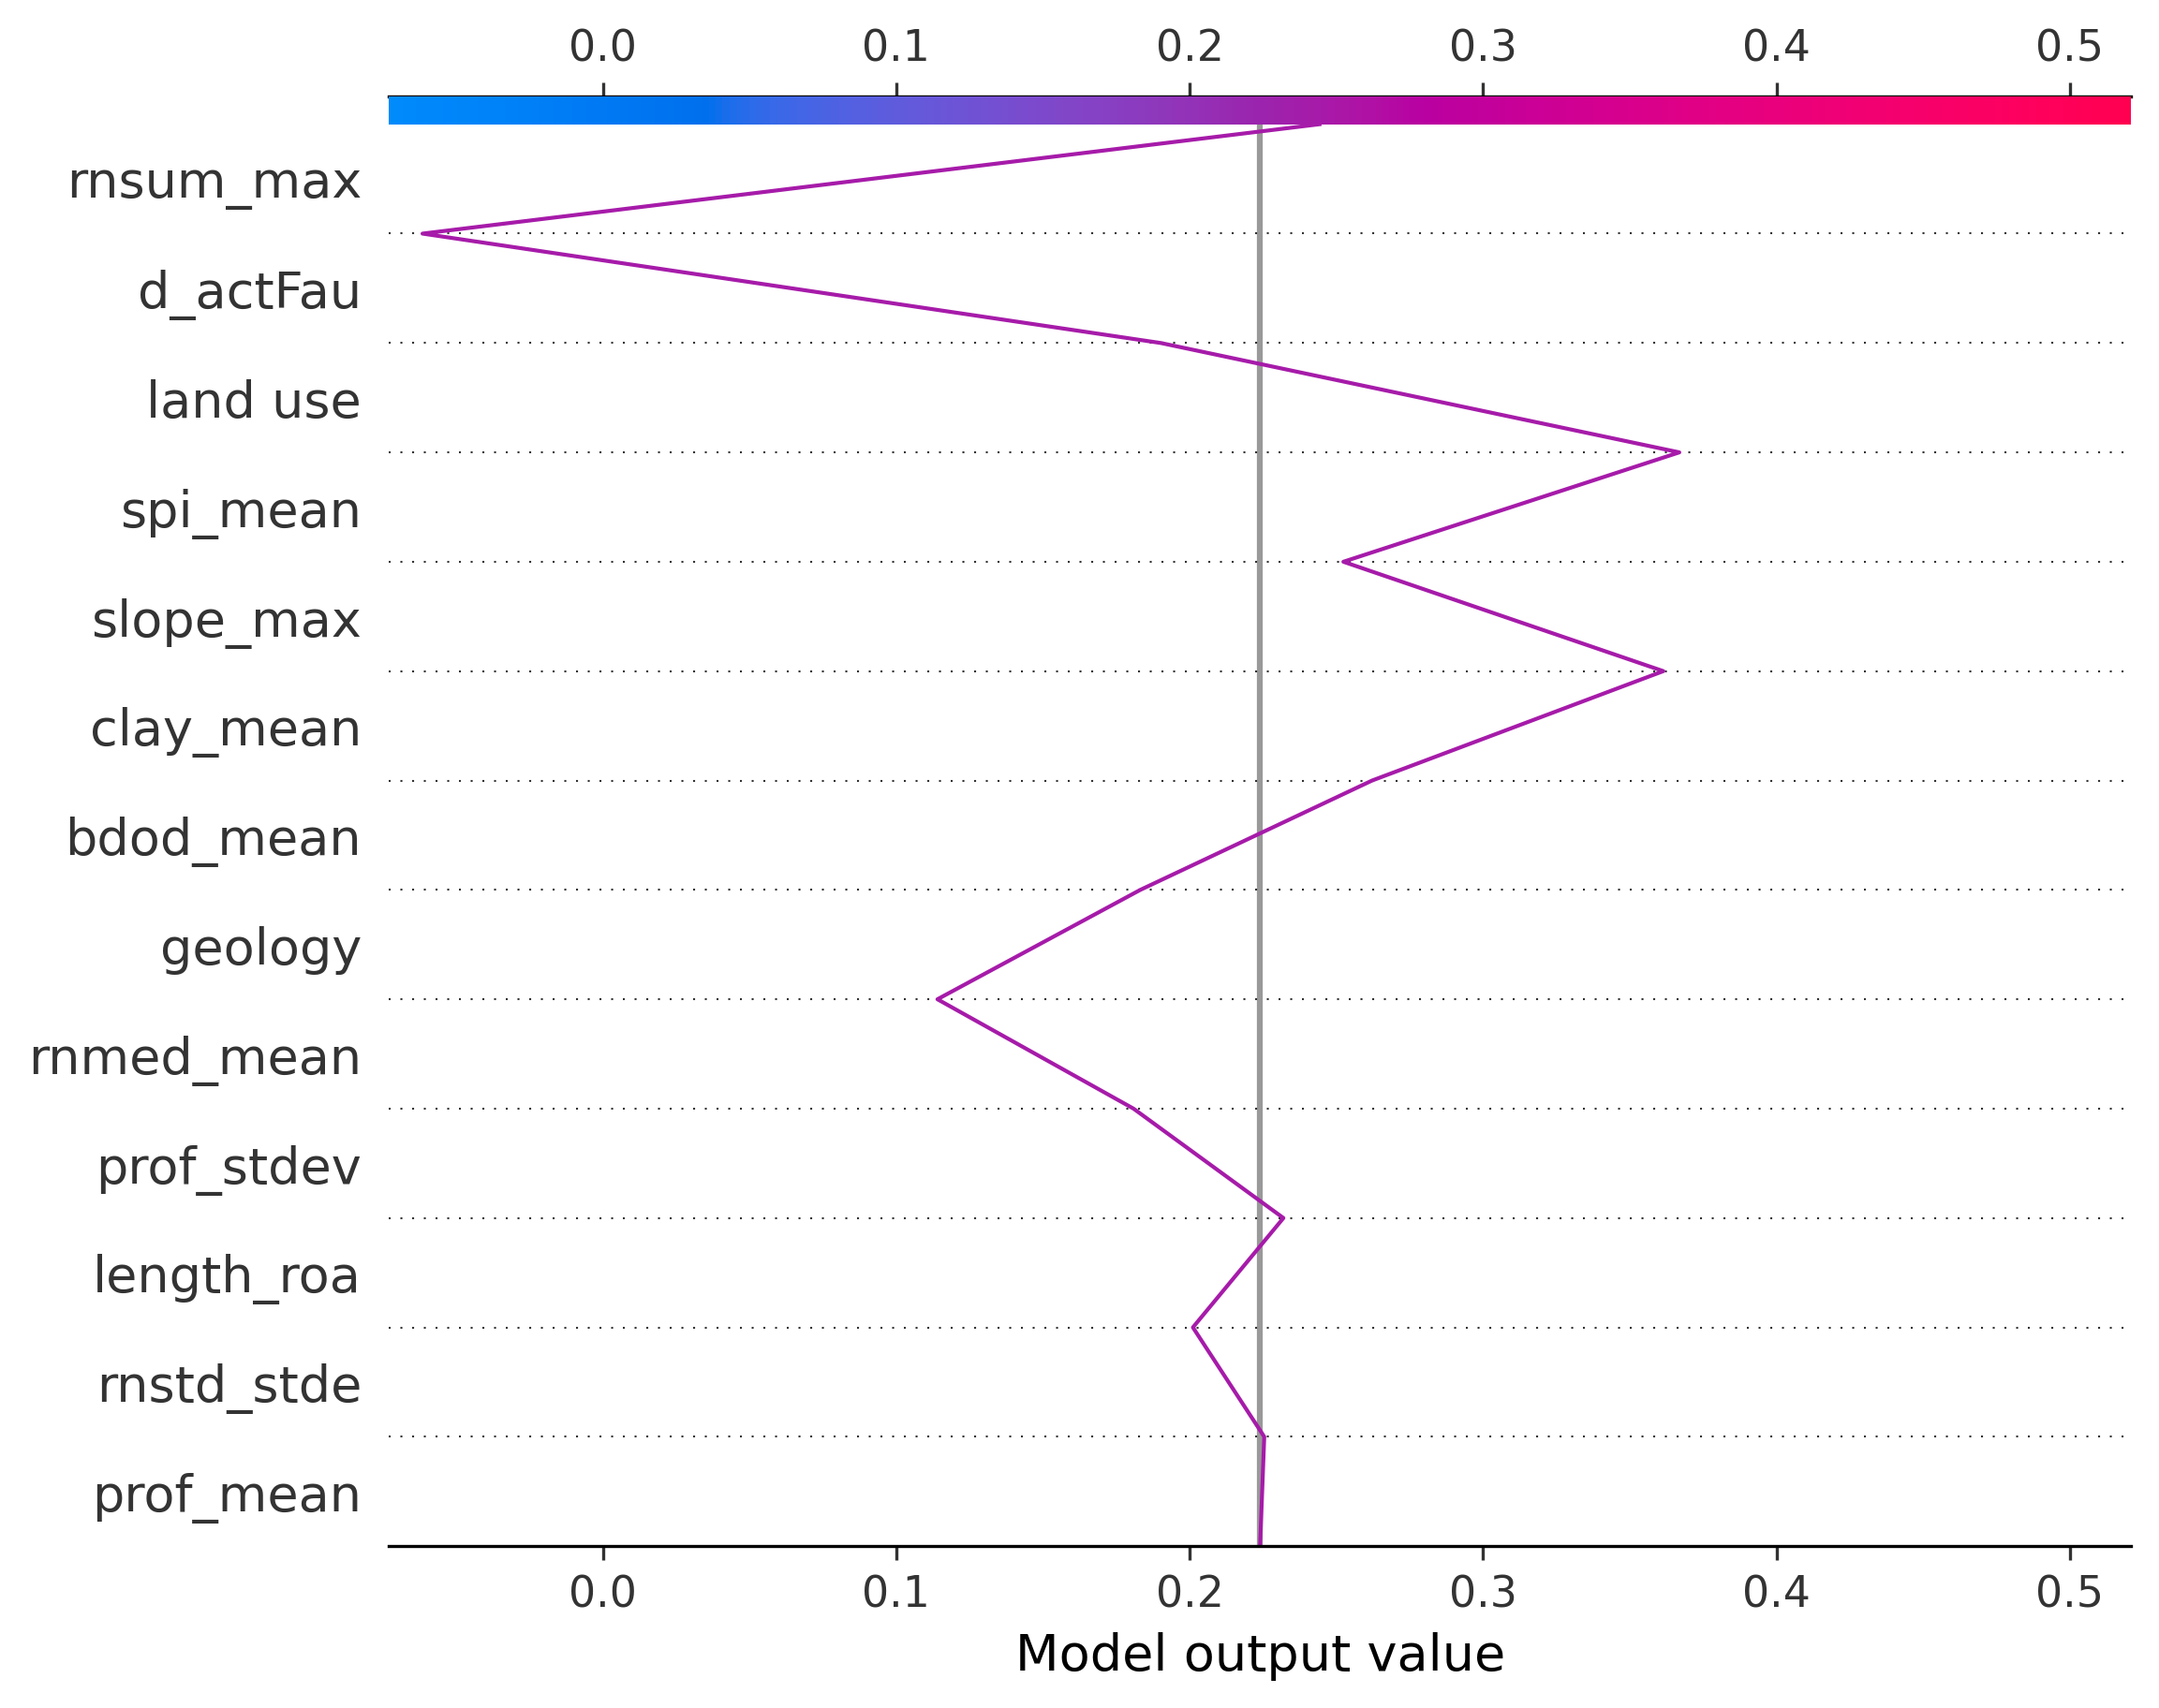 0.0 0.1 0.2 0.3 0.4 0.5
rnsum_max
d_actFau
land use
spi_mean
slope_max
clay_mean
bdod_mean
geology
rnmed_mean
prof_stdev
length_roa
rnstd_stde
prof_mean
0.0 0.1 0.2 0.3 0.4 0.5
Model output value